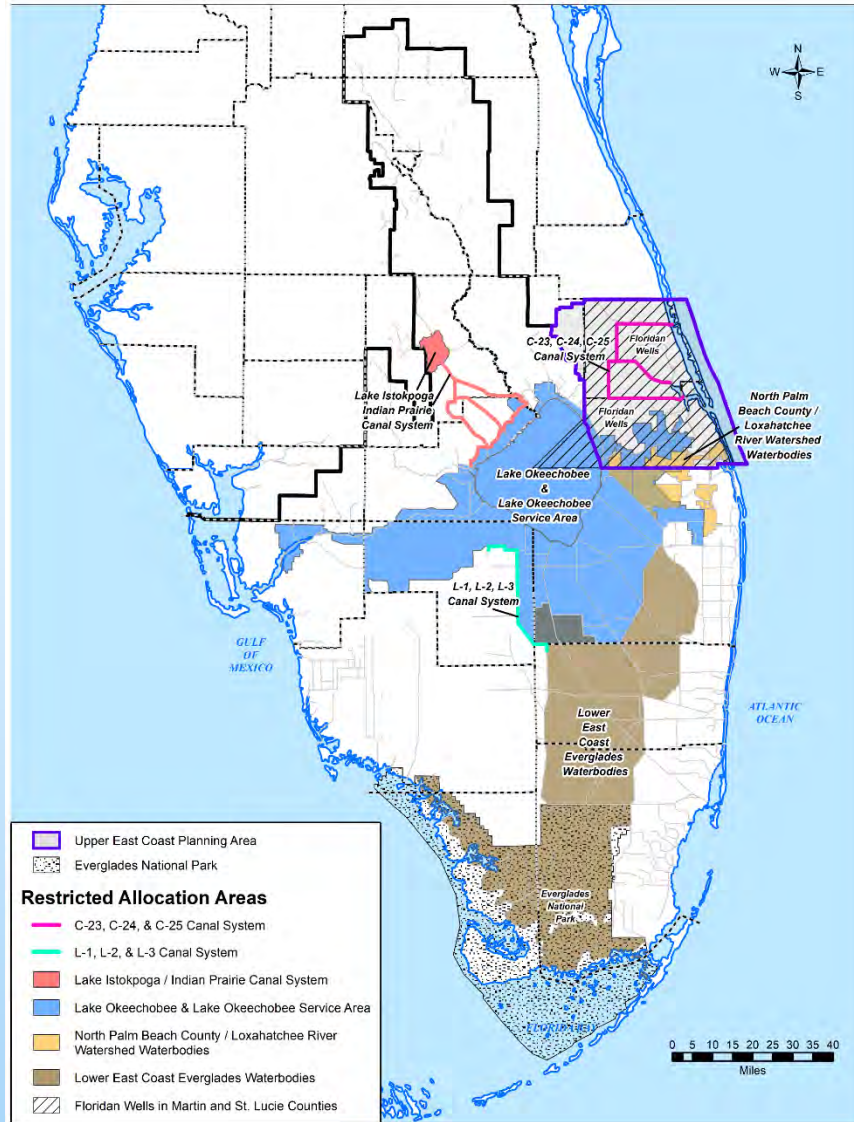 N
W E
S
C-23, C-24, C-25
Canal System
Floridan
Wells
Floridan
Wells
North Palm
Beach County /
Loxahatchee
River Watershed
Waterbodies
Lake Istokpoga
Indian Prairie
Canal System
Lake Okeechobee
&
Lake Okeechobee
Service Area
L-1, L-2, L-3
Canal System
GULF
OF
MEXICO
ATLANTIC
OCEAN
Lower
East
Coast
Everglades
Waterbodies
Everglades
National
Park
FLORIDA BAY
Upper East Coast Planning Area
Everglades National Park
Restricted Allocation Areas
C-23, C-24, & C-25 Canal System
L-1, L-2, & L-3 Canal System
Lake Istokpoga / Indian Prairie Canal System
Lake Okeechobee & Lake Okeechobee Service Area
North Palm Beach County / Loxahatchee River
Watershed Waterbodies
Lower East Coast Everglades Waterbodies
Floridan Wells in Martin and St. Lucie Counties
0 5 10 15 20 25 30 35 40
Miles